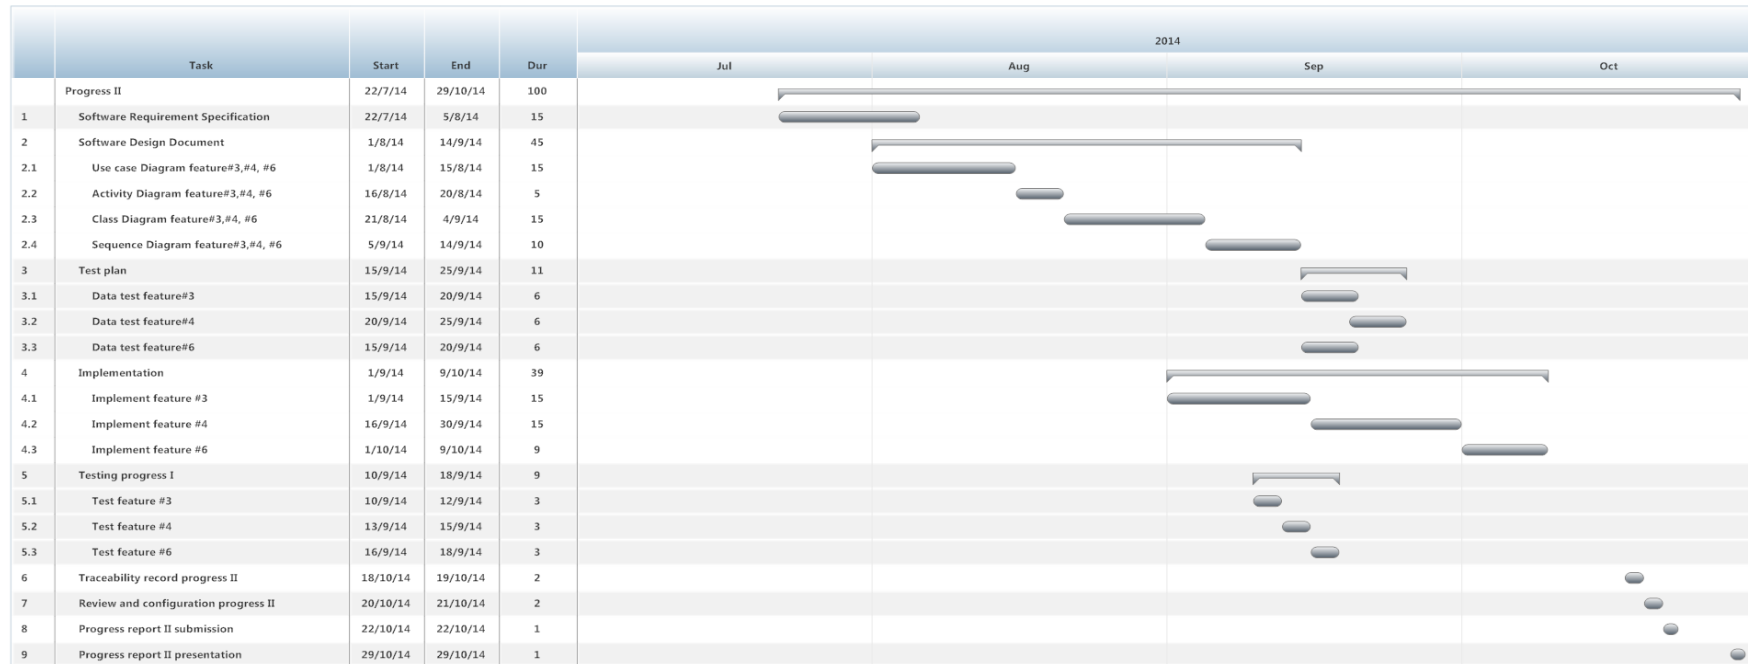 2014
Task Start End Dur Jul Aug Sep Oct
Progress II 22/7/14 29/10/14 100
1 Software Requirement Specification 22/7/14 5/8/14 15
2 Software Design Document 1/8/14 14/9/14 45
2.1 Use case Diagram feature#3,#4, #6 1/8/14 15/8/14 15
2.2 Activity Diagram feature#3,#4, #6 16/8/14 20/8/14 5
2.3 Class Diagram feature#3,#4, #6 21/8/14 4/9/14 15
2.4 Sequence Diagram feature#3,#4, #6 5/9/14 14/9/14 10
3 Test plan 15/9/14 25/9/14 11
3.1 Data test feature#3 15/9/14 20/9/14 6
3.2 Data test feature#4 20/9/14 25/9/14 6
3.3 Data test feature#6 15/9/14 20/9/14 6
4 Implementation 1/9/14 9/10/14 39
4.1 Implement feature #3 1/9/14 15/9/14 15
4.2 Implement feature #4 16/9/14 30/9/14 15
4.3 Implement feature #6 1/10/14 9/10/14 9
5 Testing progress I 10/9/14 18/9/14 9
5.1 Test feature #3 10/9/14 12/9/14 3
5.2 Test feature #4 13/9/14 15/9/14 3
5.3 Test feature #6 16/9/14 18/9/14 3
6 Traceability record progress II 18/10/14 19/10/14 2
7 Review and configuration progress II 20/10/14 21/10/14 2
8 Progress report II submission 22/10/14 22/10/14 1
9 Progress report II presentation 29/10/14 29/10/14 1